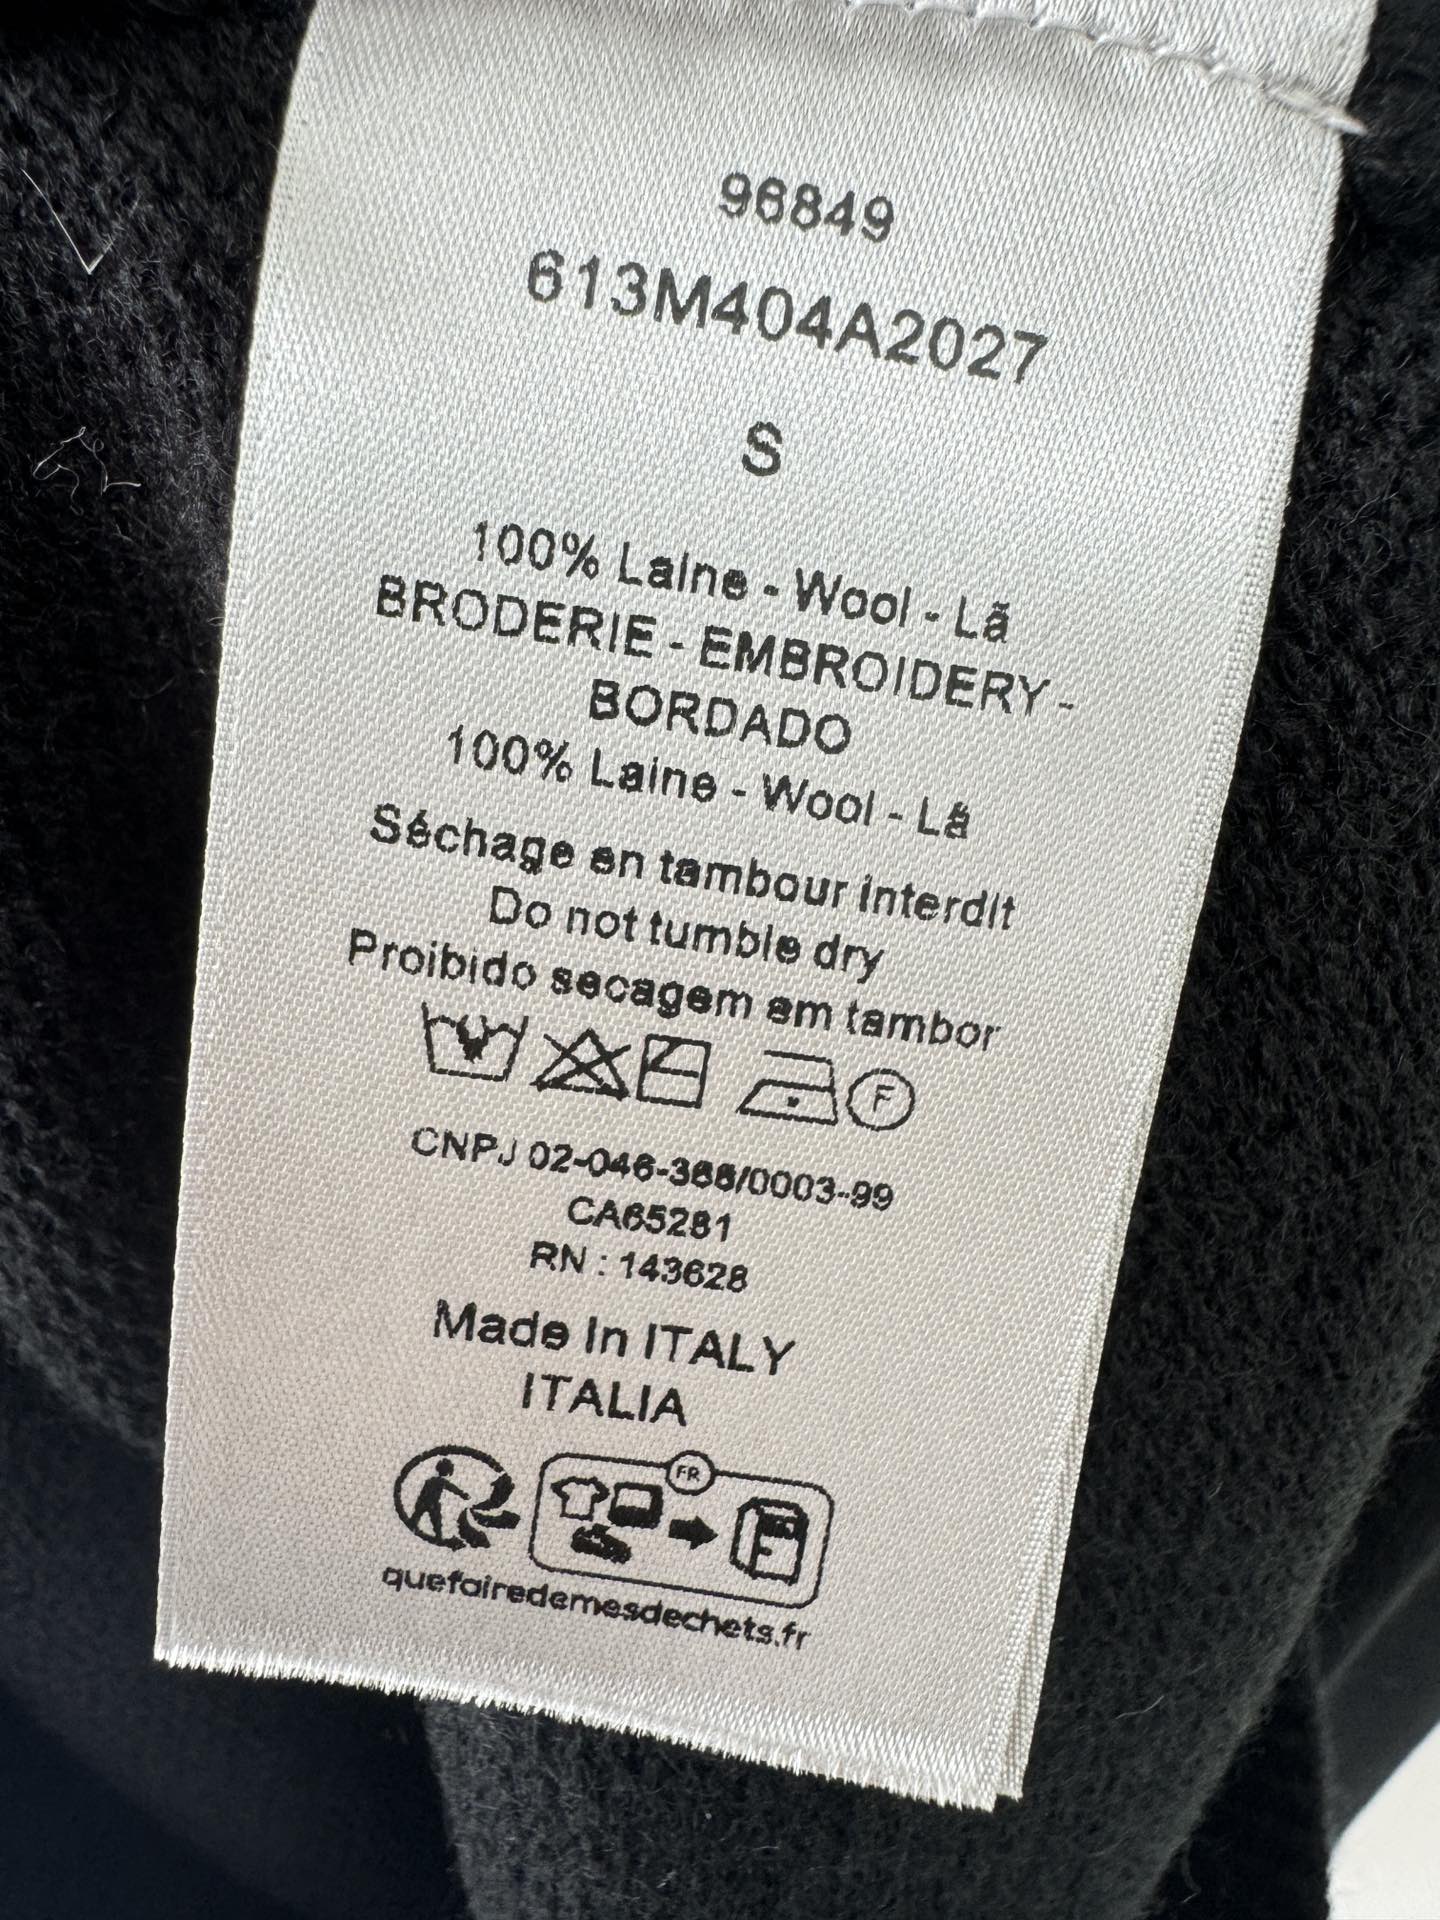 96849
613M404A2027
S
100% Laine - Wool - Lã
BRODERIE - EMBROIDERY -
BORDADO
100% Laine - Wool - Lã
Séchage en tambour interdit
Do not tumble dry
Proibido secagem em tambor
F
CNPJ 02-046-368/0003-99
CA65281
RN : 143628
Made in ITALY
ITALIA
FR
quefairedemesdechets.fr